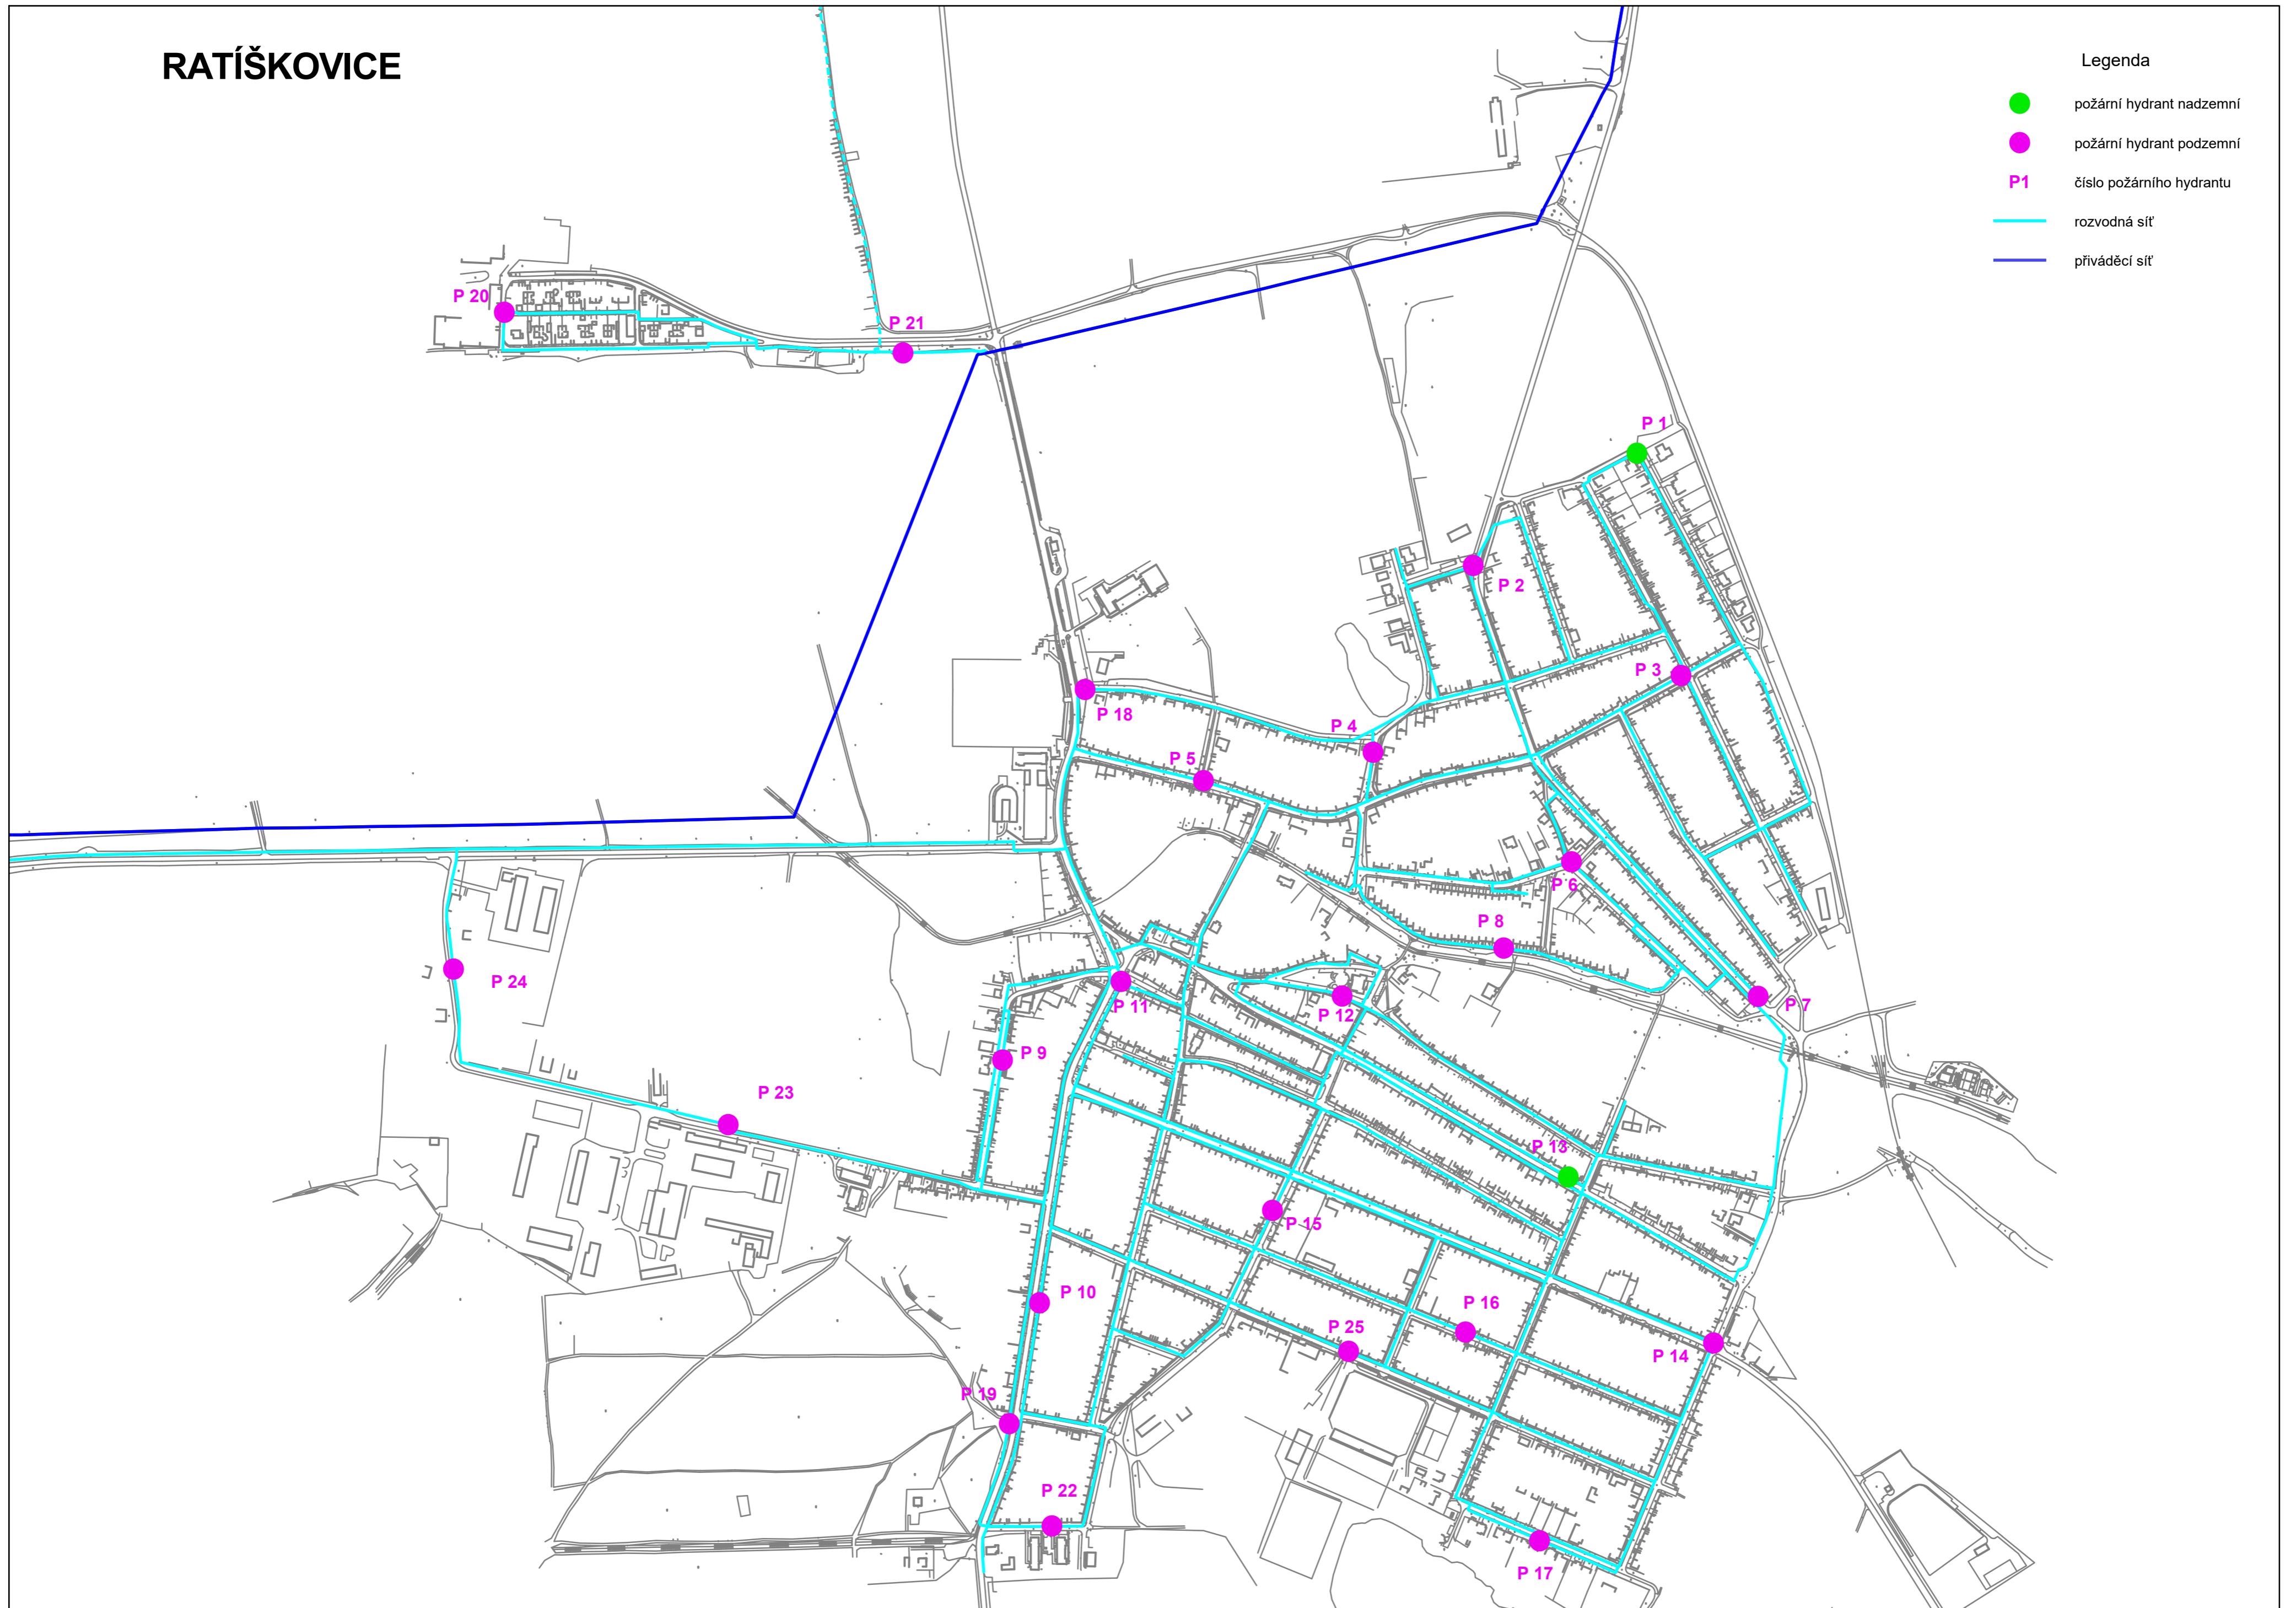 RATÍŠKOVICE
Legenda
požární hydrant nadzemní
požární hydrant podzemní
P1 číslo požárního hydrantu
rozvodná síť
přiváděcí síť
P 20
P 21
P 1
P 2
P 3
P 18
P 4
P 5
P 6
P 8
P 24
P 11
P 12
P 7
P 9
P 23
P 13
P 15
P 10
P 16
P 25
P 14
P 19
P 22
P 17